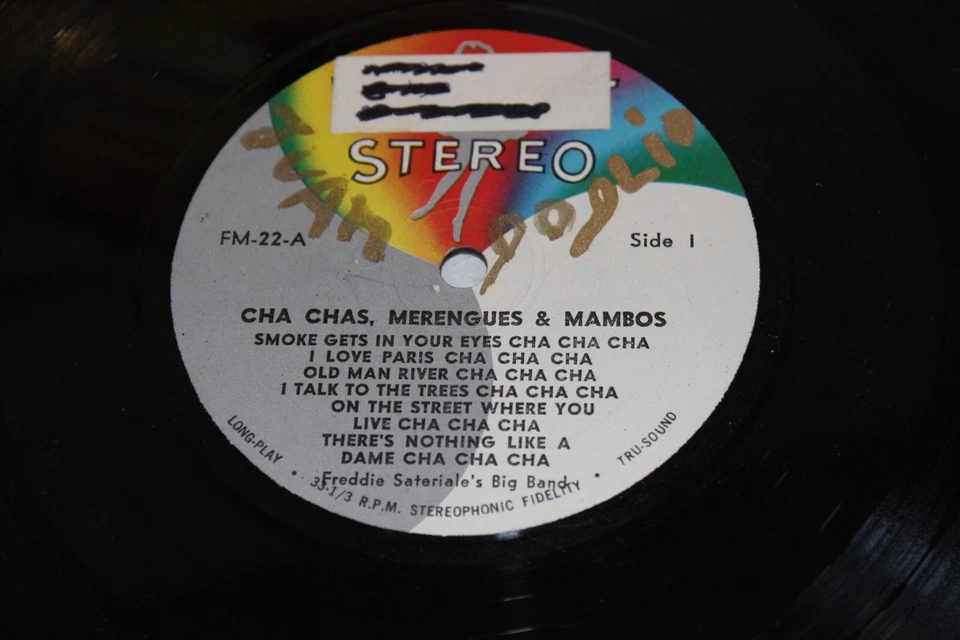 STEREO
JUAN POPLIO
FM-22-A
Side 1
CHA CHAS, MERENGUES & MAMBOS
SMOKE GETS IN YOUR EYES CHA CHA CHA
I LOVE PARIS CHA CHA CHA
OLD MAN RIVER CHA CHA CHA
I TALK TO THE TREES CHA CHA CHA
ON THE STREET WHERE YOU
LIVE CHA CHA CHA
THERE'S NOTHING LIKE A
DAME CHA CHA CHA
Freddie Sateriale's Big Band
LONG-PLAY • 33-1/3 R.P.M. STEREOPHONIC FIDELITY • TRU-SOUND